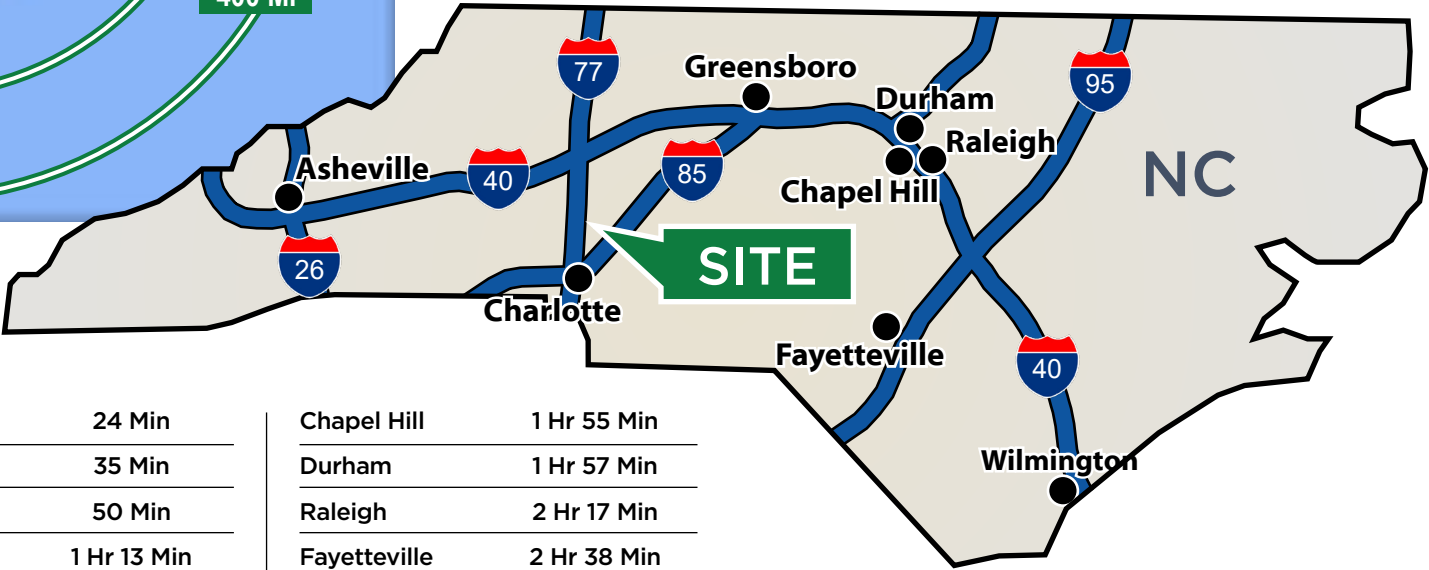 400 MI
77
95
Greensboro
Durham
Raleigh
Asheville
40
85
Chapel Hill
NC
26
SITE
Charlotte
Fayetteville
40
Wilmington
24 Min
Chapel Hill 1 Hr 55 Min
35 Min
Durham 1 Hr 57 Min
50 Min
Raleigh 2 Hr 17 Min
1 Hr 13 Min
Fayetteville 2 Hr 38 Min